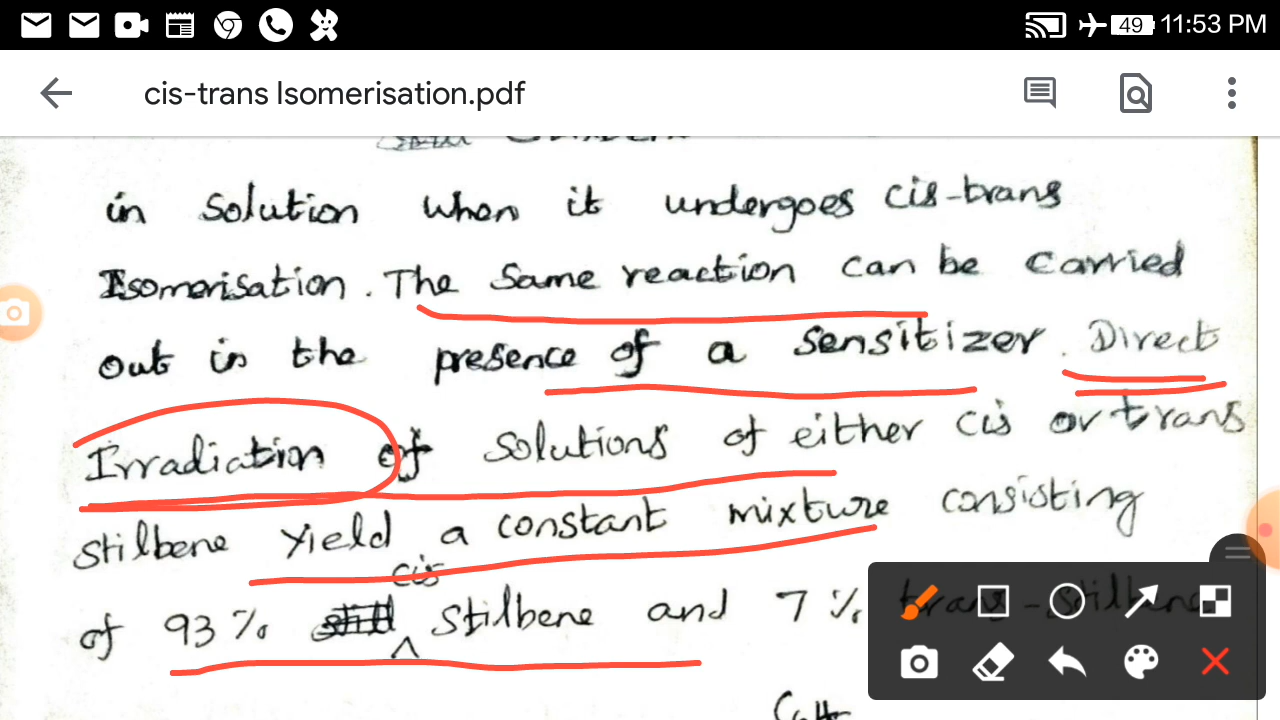 49 11:53 PM
cis-trans Isomerisation.pdf
in solution when it undergoes cis-trans
Isomerisation. The same reaction can be carried
out in the presence of a sensitizer. Direct
Irradiation of solutions of either cis or trans
stilbene yield a constant mixture consisting
cis
of 93% stilbene and 7% trans-stilbene